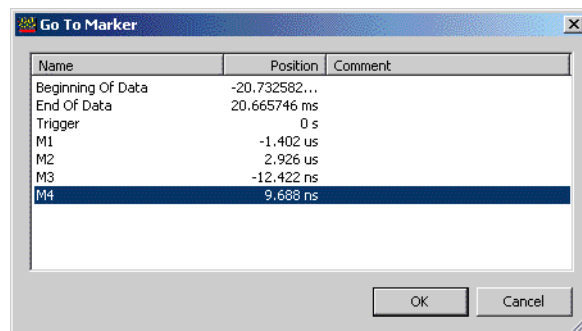 Go To Marker
Name Position Comment
Beginning Of Data -20.732582...
End Of Data 20.665746 ms
Trigger 0 s
M1 -1.402 us
M2 2.926 us
M3 -12.422 ns
M4 9.688 ns
OK Cancel